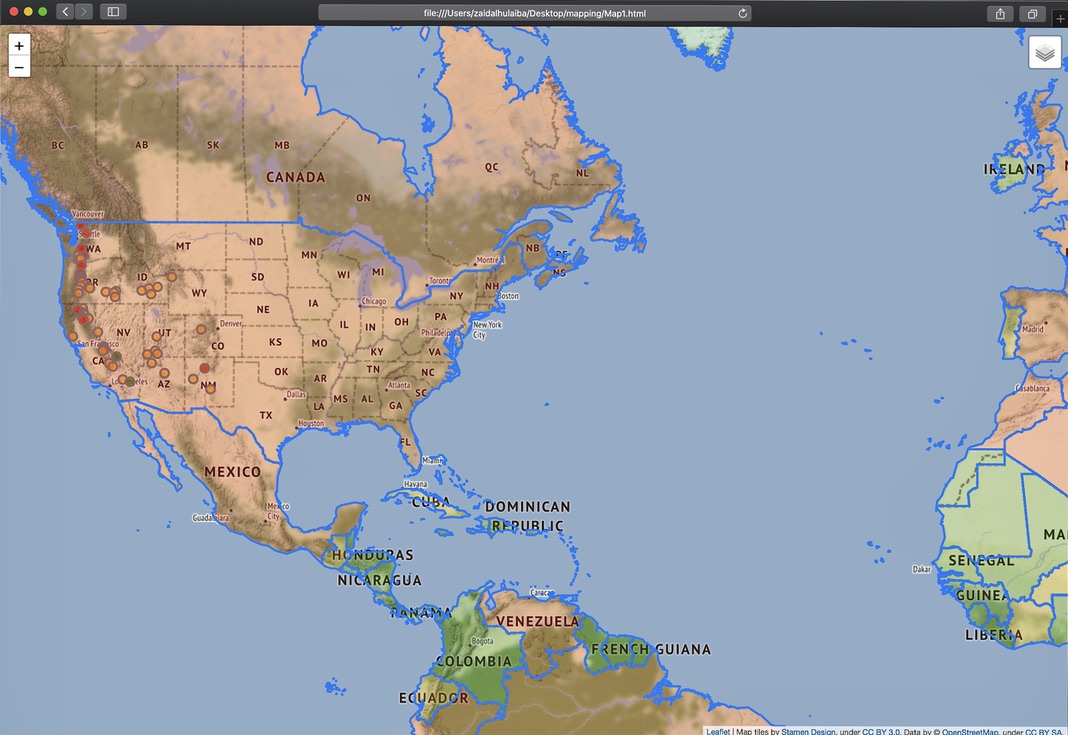 file:///Users/zaidalhulaiba/Desktop/mapping/Map1.html
+
−
BC
AB
SK
MB
CANADA
ON
QC
NL
IRELAND
Vancouver
Seattle
WA
MT
ND
MN
WI
MI
Montréal
NB
PE
NS
Toronto
OR
ID
WY
SD
IA
Chicago
NY
NH
Boston
NE
IL
IN
OH
PA
New York
City
Philadelp
NV
UT
Denver
CO
KS
MO
KY
VA
San Francisco
CA
Los Angeles
AZ
NM
OK
AR
TN
NC
Atlanta
SC
Dallas
MS
AL
GA
LA
TX
Houston
FL
Madrid
Casablanca
Miami
MEXICO
Havana
CUBA
DOMINICAN
REPUBLIC
Guadalajara
Mexico
City
HONDURAS
NICARAGUA
PANAMA
Caracas
VENEZUELA
Bogota
COLOMBIA
FRENCH GUIANA
ECUADOR
MA
Dakar
SENEGAL
GUINEA
LIBERIA
Leaflet | Map tiles by Stamen Design, under CC BY 3.0. Data by © OpenStreetMap, under CC BY SA.